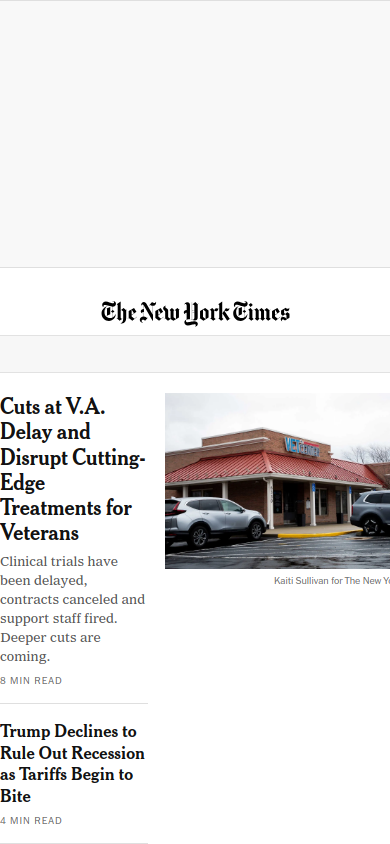 The New York Times
Cuts at V.A.
Delay and
Disrupt Cutting-
Edge
Treatments for
Veterans
Clinical trials have
been delayed,
contracts canceled and
support staff fired.
Deeper cuts are
coming.
8 MIN READ
Kaiti Sullivan for The New Yo
Trump Declines to
Rule Out Recession
as Tariffs Begin to
Bite
4 MIN READ